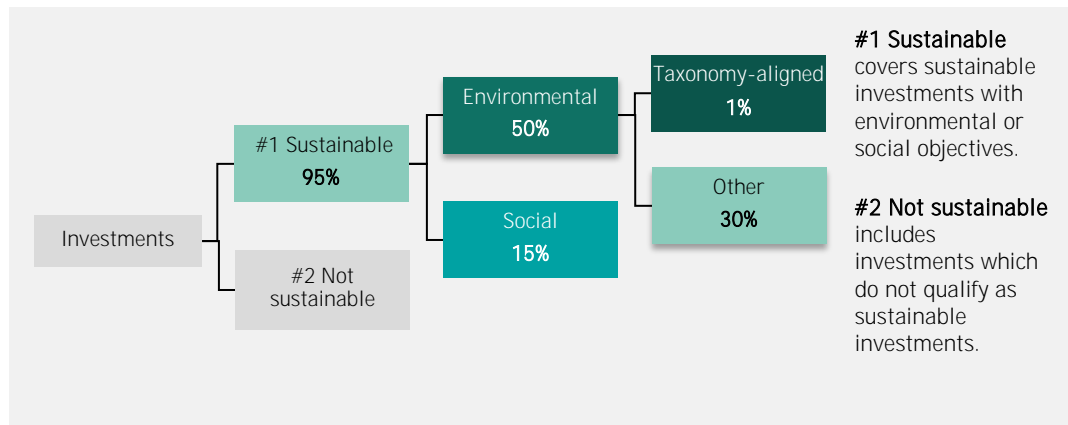 Investments
#1 Sustainable
95%
#2 Not
sustainable
Environmental
50%
Social
15%
Taxonomy-aligned
1%
Other
30%
#1 Sustainable
covers sustainable
investments with
environmental or
social objectives.
#2 Not sustainable
includes
investments which
do not qualify as
sustainable
investments.